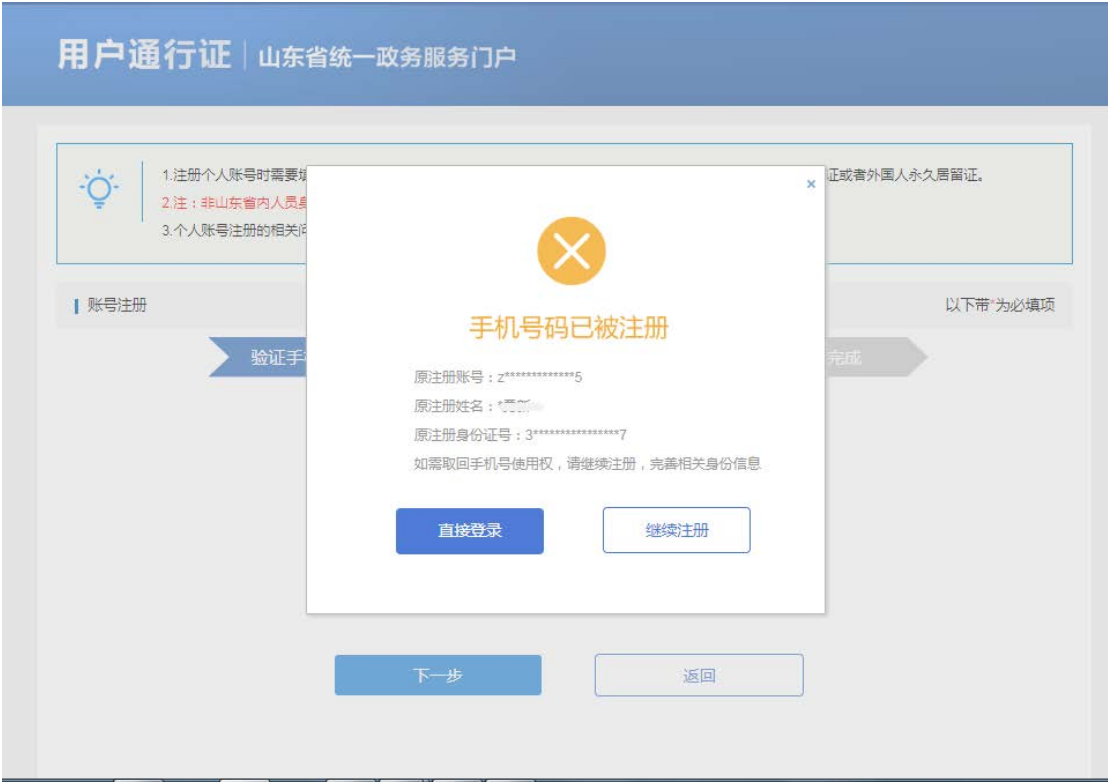 用户通行证 山东省统一政务服务门户
1.注册个人账号时需要
证或者外国人永久居留证。
2.注：非山东省内人员
3.个人账号注册的相关
×
账号注册
以下带*为必填项
手机号码已被注册
验证手
完成
原注册账号：z*************5
原注册姓名：*
原注册身份证号：3****************7
如需取回手机号使用权，请继续注册，完善相关身份信息
直接登录 继续注册
下一步 返回